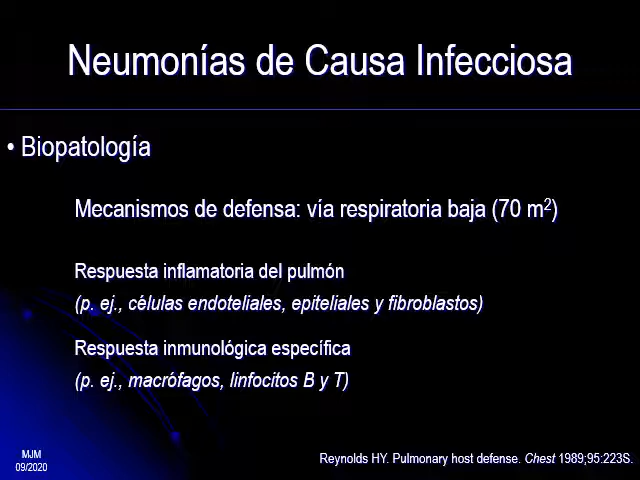 Neumonías de Causa Infecciosa
• Biopatología
Mecanismos de defensa: vía respiratoria baja (70 m²)
Respuesta inflamatoria del pulmón
(p. ej., células endoteliales, epiteliales y fibroblastos)
Respuesta inmunológica específica
(p. ej., macrófagos, linfocitos B y T)
MJM
09/2020
Reynolds HY. Pulmonary host defense. Chest 1989;95:223S.